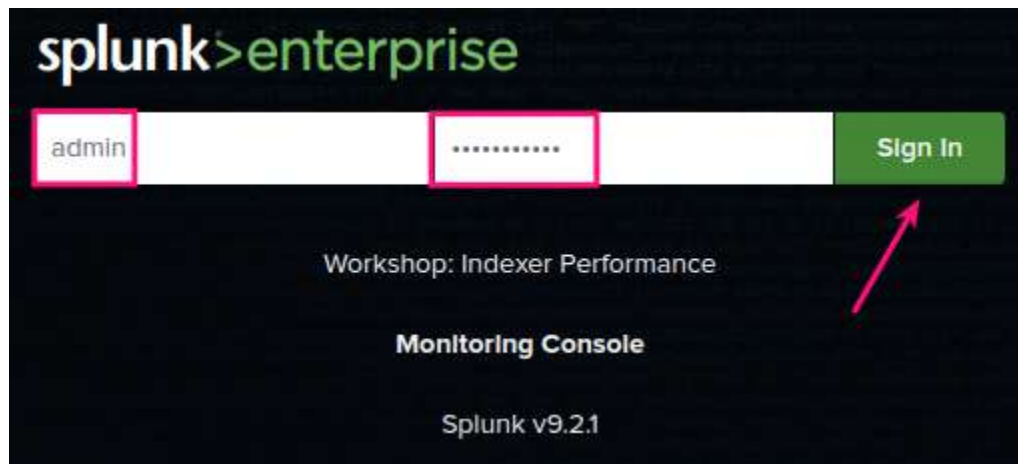 splunk>enterprise
admin ••••••••••• Sign In
Workshop: Indexer Performance
Monitoring Console
Splunk v9.2.1